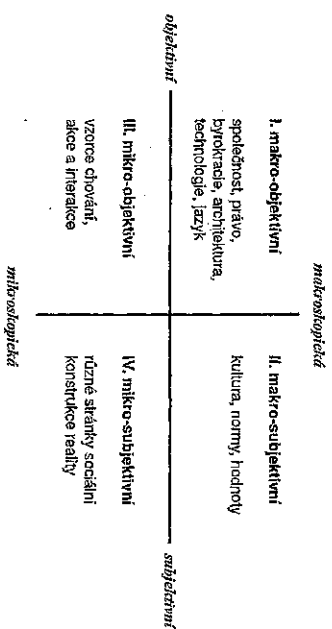 makroskopická
I. makro-objektivní
společnost, právo,
byrokracie, architektura,
technologie, jazyk
II. makro-subjektivní
kultura, normy, hodnoty
objektivní
subjektivní
III. mikro-objektivní
vzorce chování,
akce a interakce
IV. mikro-subjektivní
různé stránky sociální
konstrukce reality
mikroskopická